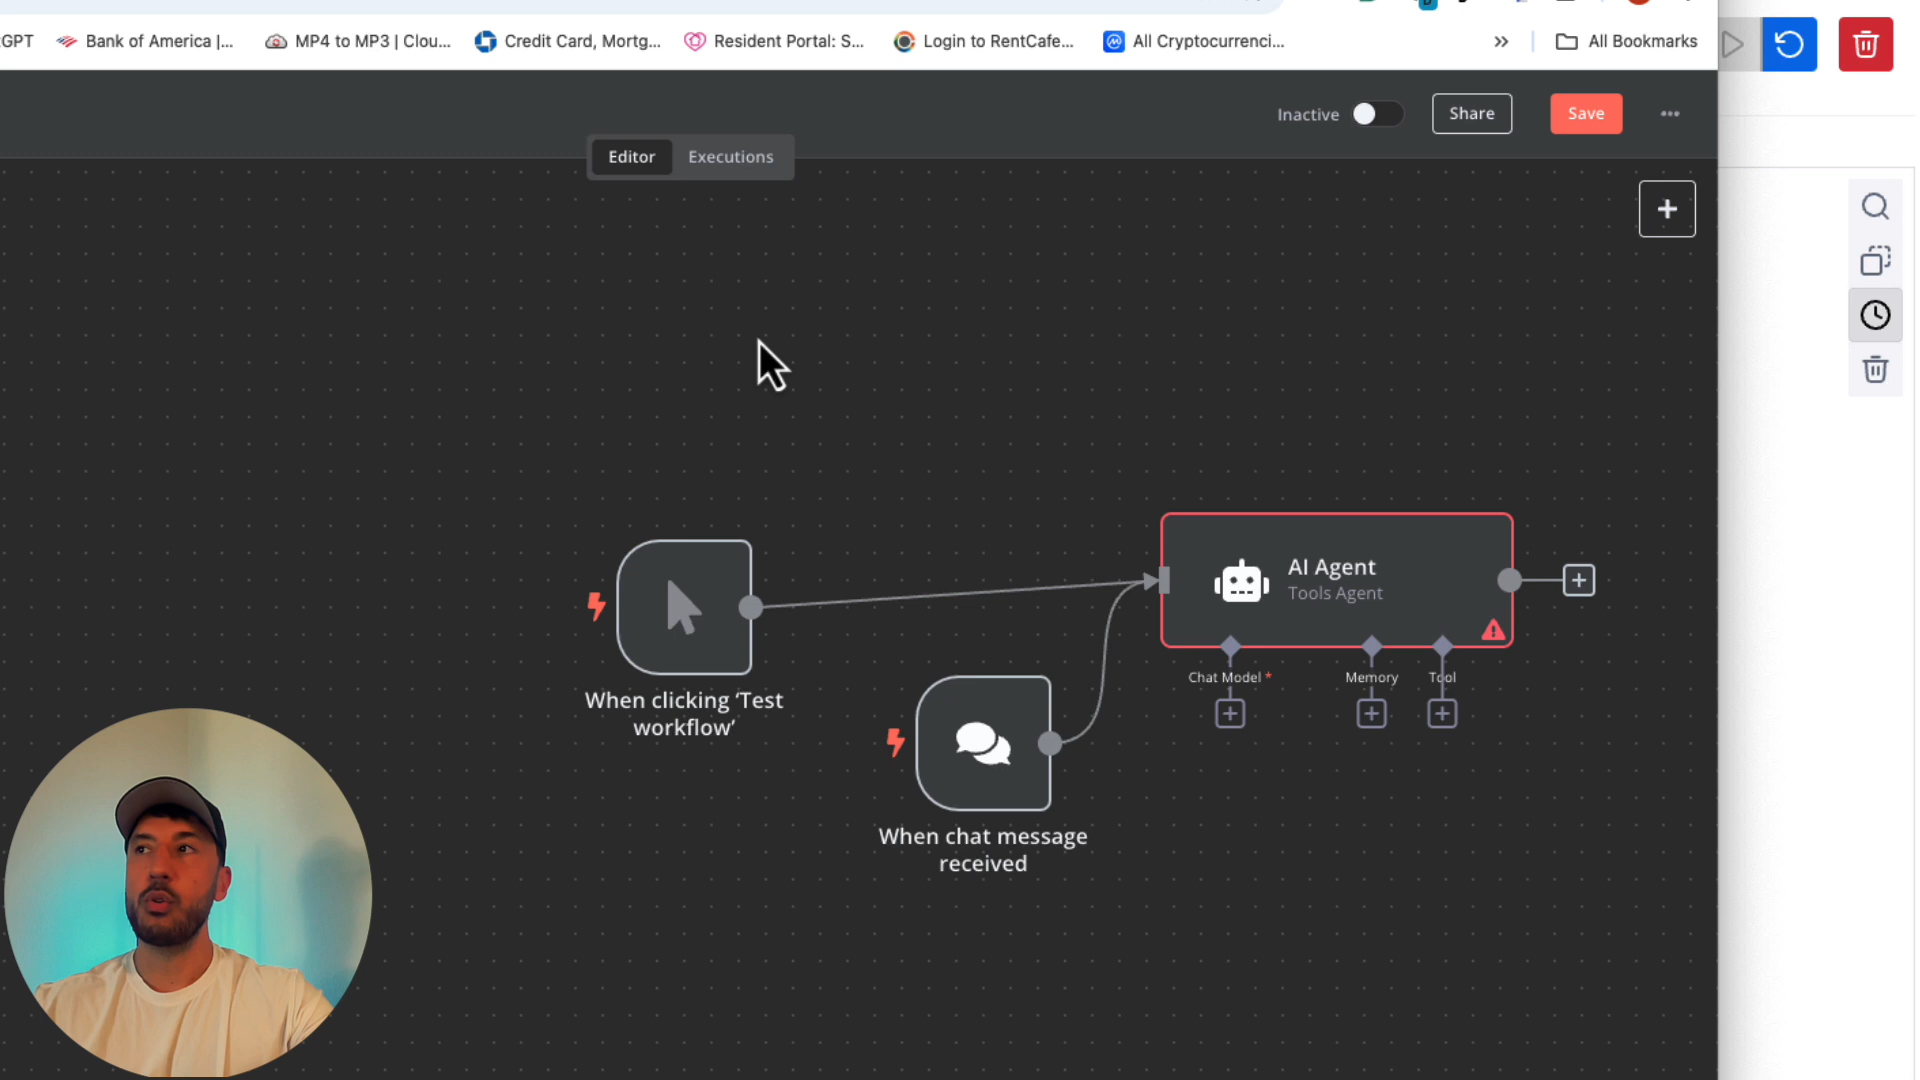 GPT
Bank of America |...
MP4 to MP3 | Clou...
Credit Card, Mortg...
Resident Portal: S...
Login to RentCafe...
All Cryptocurrenci...
All Bookmarks
Inactive
Share
Save
Editor
Executions
AI Agent
Tools Agent
Chat Model *
Memory
Tool
When clicking ‘Test
workflow’
When chat message
received